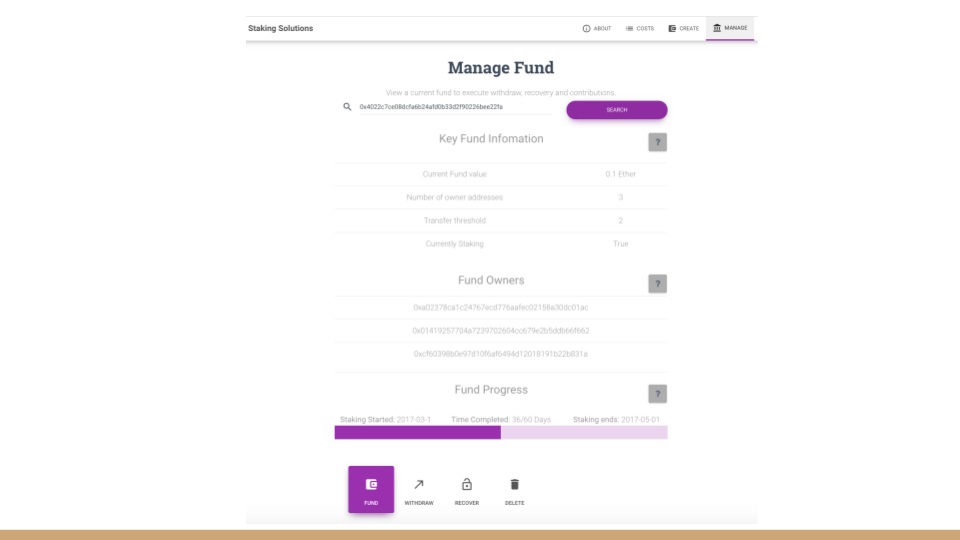 Staking Solutions
ABOUT COSTS CREATE MANAGE
Manage Fund
View a current fund to execute withdraw, recovery and contributions.
0x4022c7ce08dcfa6b24afd0b33d2f90226bee22fa SEARCH
Key Fund Infomation ?
Current Fund value 0.1 Ether
Number of owner addresses 3
Transfer threshold 2
Currently Staking True
Fund Owners ?
0xa02378ca1c24767ecd776aafec02158a30dc01ac
0x01419257704a7239702604cc679e2b5ddb66f662
0xcf60398b0e97d10f6af6494d12018191b22b831a
Fund Progress ?
Staking Started: 2017-03-1 Time Completed: 36/60 Days Staking ends: 2017-05-01
FUND WITHDRAW RECOVER DELETE